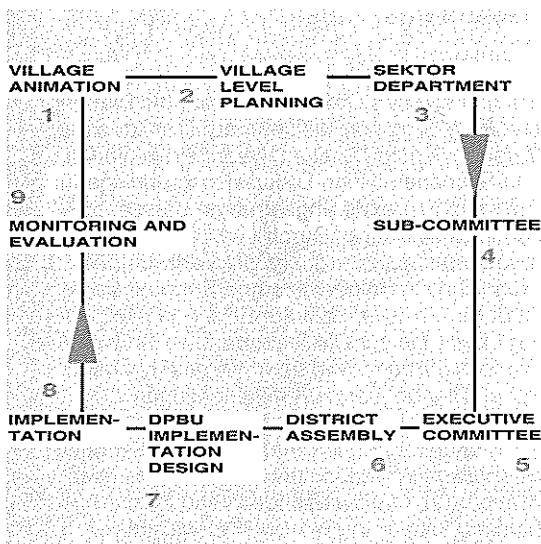 VILLAGE
ANIMATION
1
2
VILLAGE
LEVEL
PLANNING
SEKTOR
DEPARTMENT
3
SUB-COMMITTEE
4
EXECUTIVE
COMMITTEE
5
DISTRICT
ASSEMBLY
6
DPBU
IMPLEMEN-
TATION
DESIGN
7
8
IMPLEMEN-
TATION
9
MONITORING AND
EVALUATION